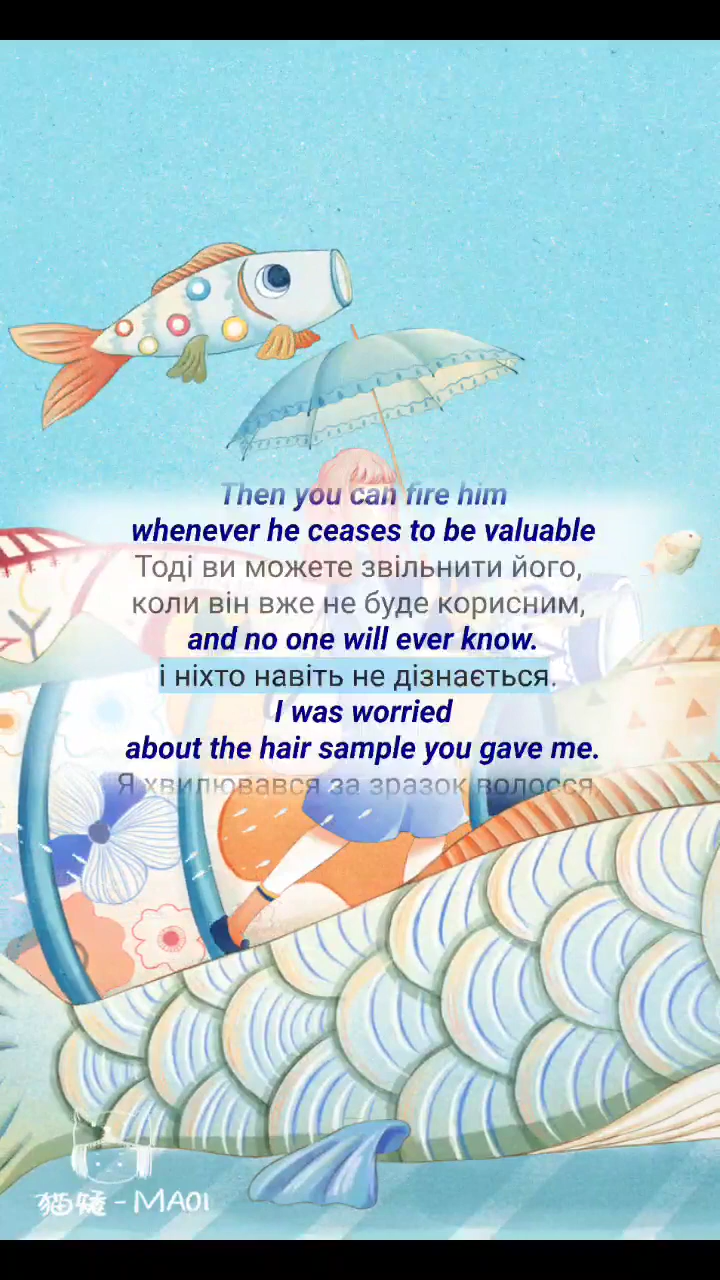 Then you can fire him
whenever he ceases to be valuable
Тоді ви можете звільнити його,
коли він вже не буде корисним,
and no one will ever know.
і ніхто навіть не дізнається.
I was worried
about the hair sample you gave me.
Я хвилювався за зразок волосся,
猫矮-MAOI